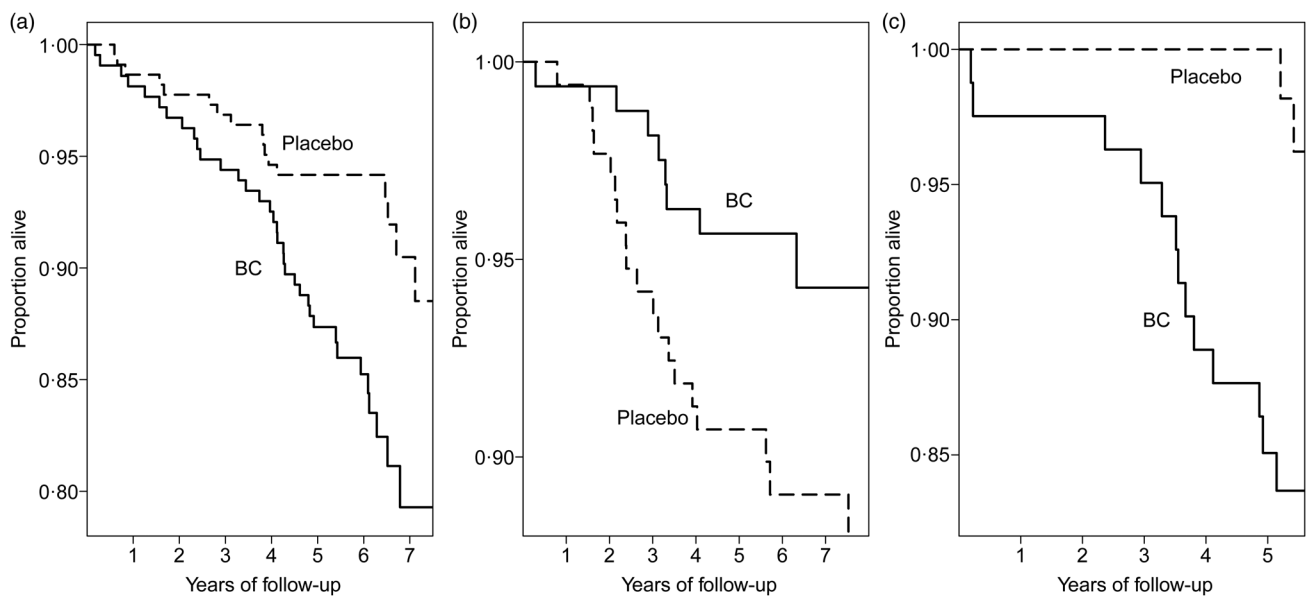 (a)
Proportion alive
1·00
0·95
0·90
0·85
0·80
Placebo
BC
1 2 3 4 5 6 7
Years of follow-up
(b)
Proportion alive
1·00
0·95
0·90
BC
Placebo
1 2 3 4 5 6 7
Years of follow-up
(c)
Proportion alive
1·00
0·95
0·90
0·85
Placebo
BC
1 2 3 4 5
Years of follow-up